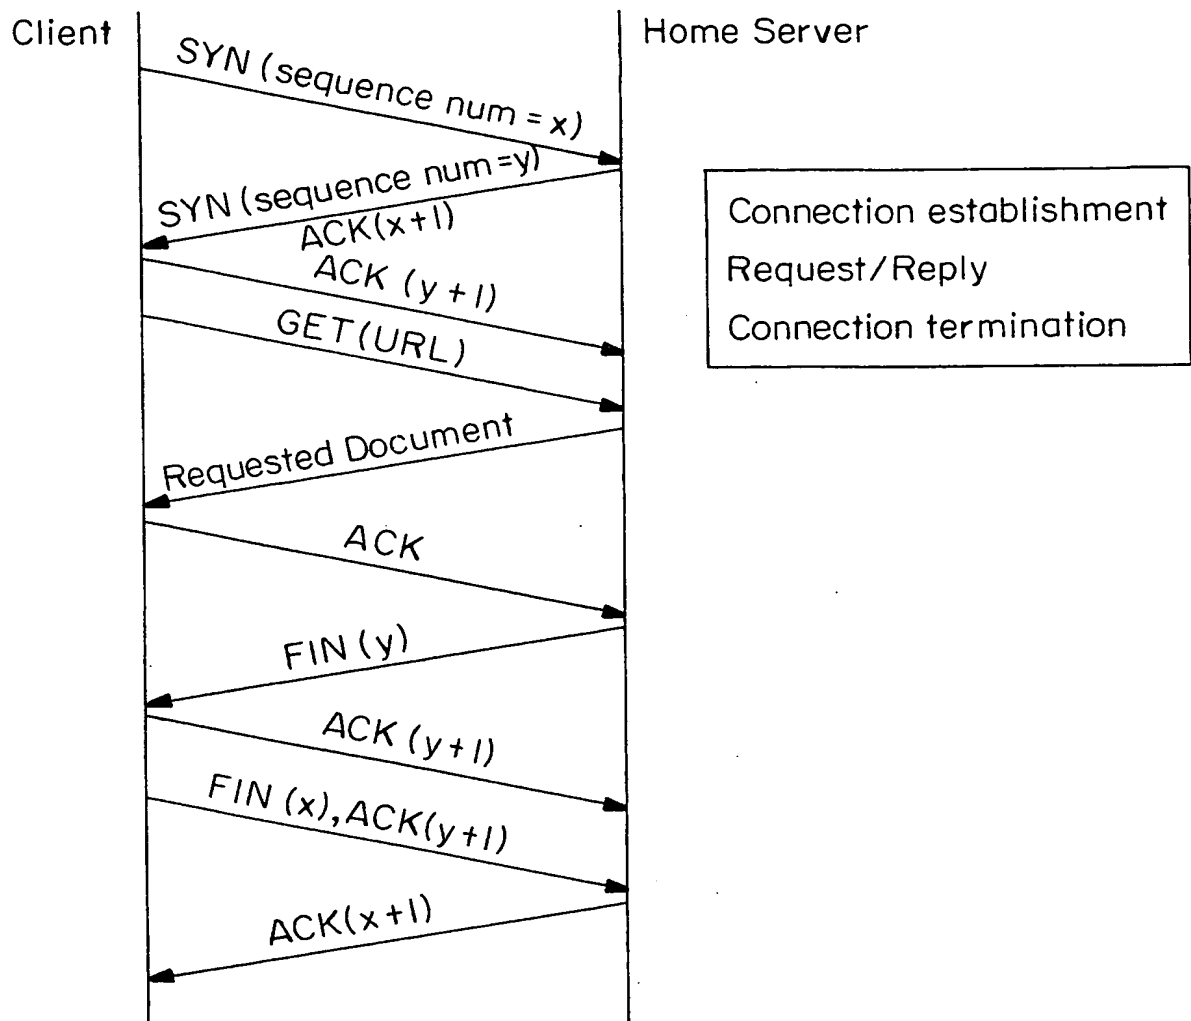 Client
Home Server
SYN (sequence num = x)
SYN (sequence num=y)
ACK(x+1)
ACK (y+1)
GET(URL)
Requested Document
ACK
FIN (y)
ACK (y+1)
FIN (x), ACK(y+1)
ACK(x+1)
Connection establishment
Request/Reply
Connection termination